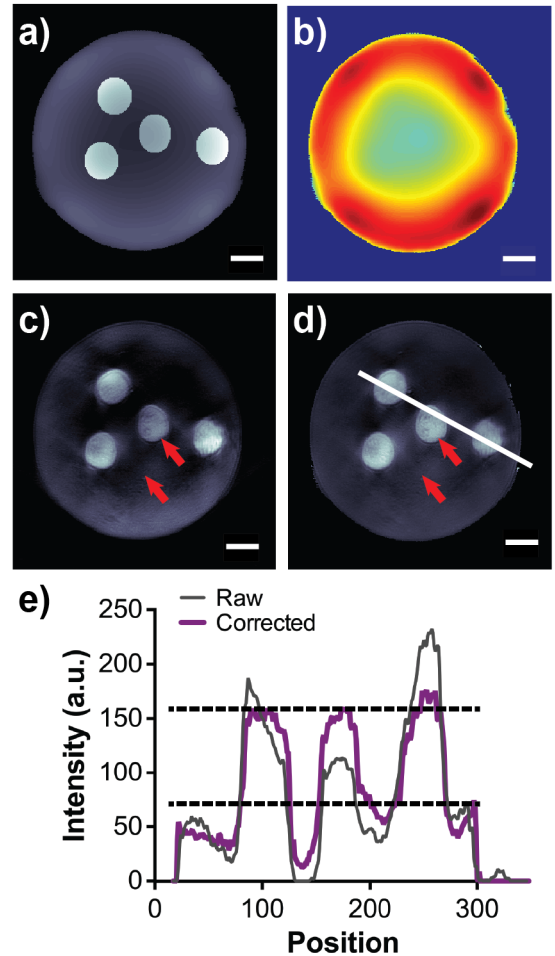 a)
b)
c)
d)
e)
Raw
Corrected
250
200
150
100
50
0
Intensity (a.u.)
0
100
200
300
Position